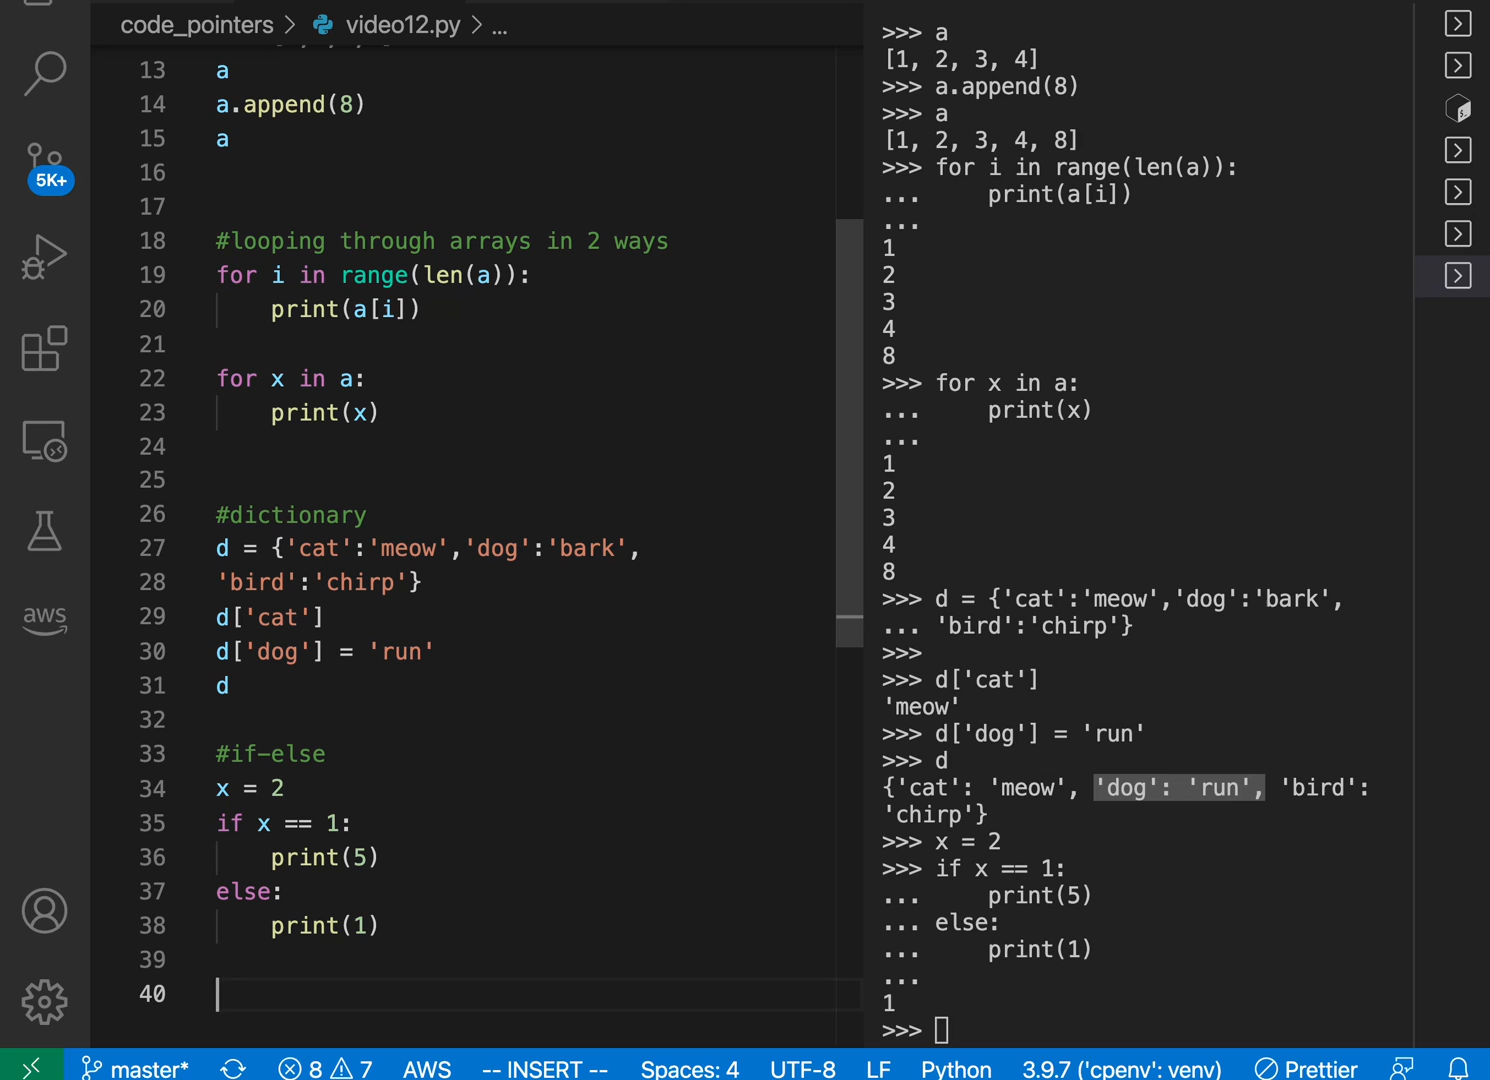 code_pointers > video12.py > ...
13 a
14 a.append(8)
15 a
16
17
18 #looping through arrays in 2 ways
19 for i in range(len(a)):
20     print(a[i])
21
22 for x in a:
23     print(x)
24
25
26 #dictionary
27 d = {'cat':'meow','dog':'bark',
28 'bird':'chirp'}
29 d['cat']
30 d['dog'] = 'run'
31 d
32
33 #if-else
34 x = 2
35 if x == 1:
36     print(5)
37 else:
38     print(1)
39
40
>>> a
[1, 2, 3, 4]
>>> a.append(8)
>>> a
[1, 2, 3, 4, 8]
>>> for i in range(len(a)):
...     print(a[i])
...
1
2
3
4
8
>>> for x in a:
...     print(x)
...
1
2
3
4
8
>>> d = {'cat':'meow','dog':'bark',
... 'bird':'chirp'}
>>>
>>> d['cat']
'meow'
>>> d['dog'] = 'run'
>>> d
{'cat': 'meow', 'dog': 'run', 'bird':
'chirp'}
>>> x = 2
>>> if x == 1:
...     print(5)
... else:
...     print(1)
...
1
>>>
5K+
aws
master* 8 7 AWS -- INSERT -- Spaces: 4 UTF-8 LF Python 3.9.7 ('cpenv': venv) Prettier